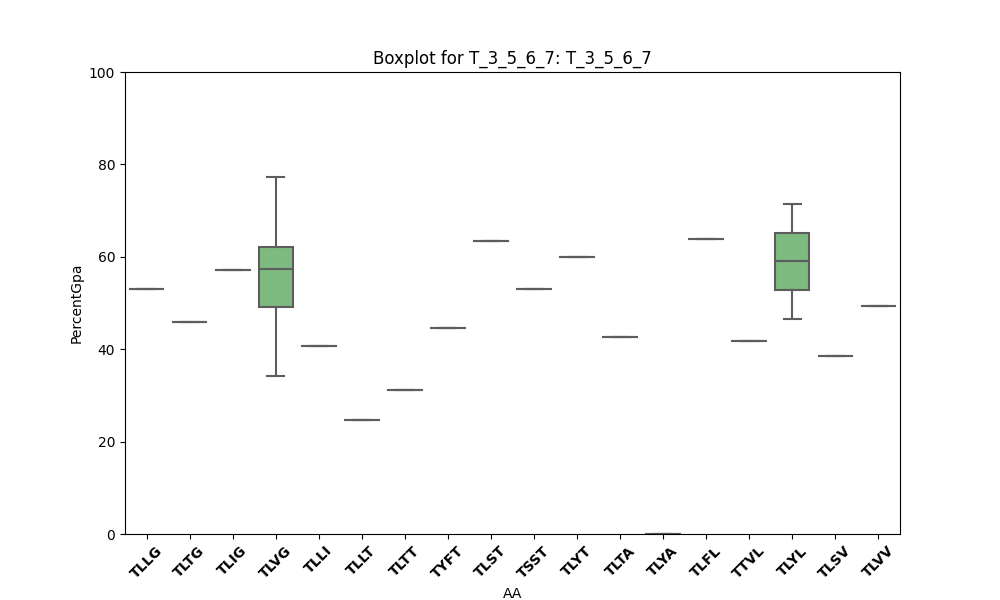 Boxplot for T_3_5_6_7: T_3_5_6_7
100
80
60
40
20
0
PercentGpa
TLLG TLTG TLIG TLVG TLLI TLLT TLTT TYFT TLST TSST TLYT TLTA TLYA TLFL TTVL TLYL TLSV TLVV
AA